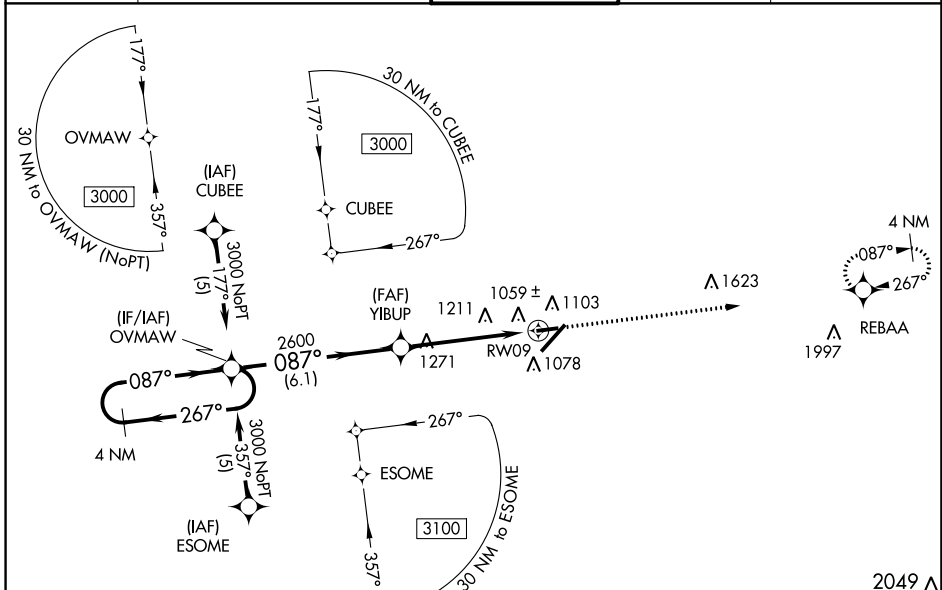 177°
OVMAW
30 NM to OVMAW (NoPT)
3000
357°
(IAF)
CUBEE
3000 NoPT
177°
(5)
177°
30 NM to CUBEE
3000
CUBEE
267°
4 NM
087°
267°
REBAA
1623
1997
(FAF)
YIBUP
1211
1059 ±
1103
RW09
1078
1271
(IF/IAF)
OVMAW
2600
087°
(6.1)
087°
267°
4 NM
3000 NoPT
357°
(5)
(IAF)
ESOME
267°
ESOME
3100
30 NM to ESOME
357°
2049